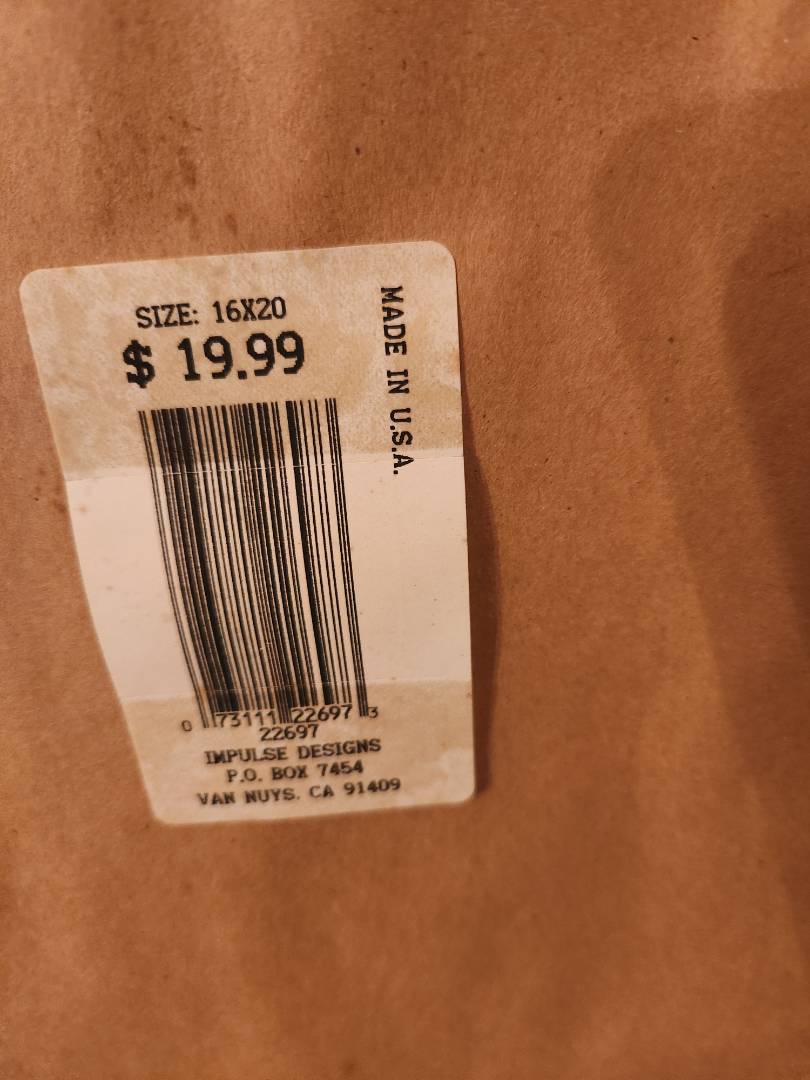 SIZE: 16X20
$ 19.99
MADE IN U.S.A.
0 73111 22697 3
22697
IMPULSE DESIGNS
P.O. BOX 7454
VAN NUYS. CA 91409